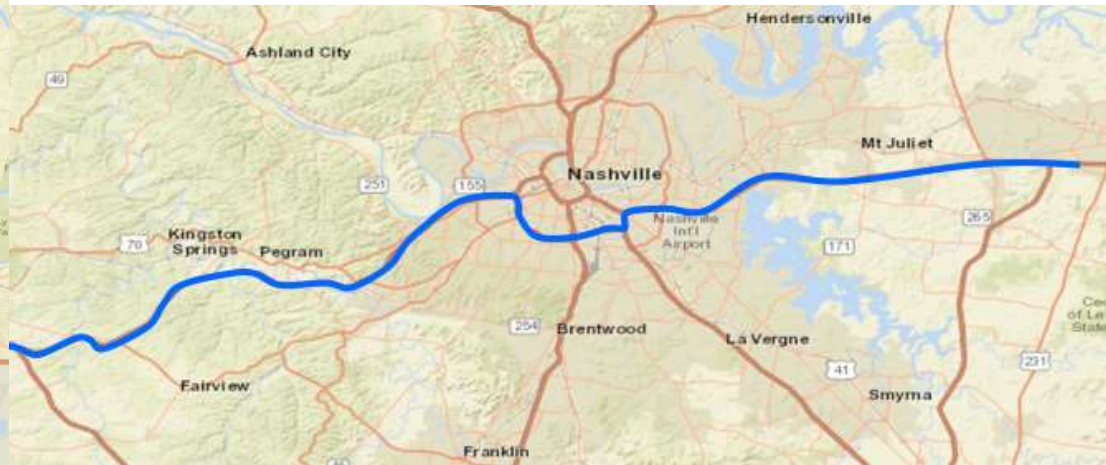 Hendersonville
Ashland City
49
Mt Juliet
Nashville
251
155
265
Nashville
Int'l
Airport
Kingston
Springs
70
Pegram
171
254
Brentwood
La Vergne
231
41
Fairview
Smyrna
Franklin